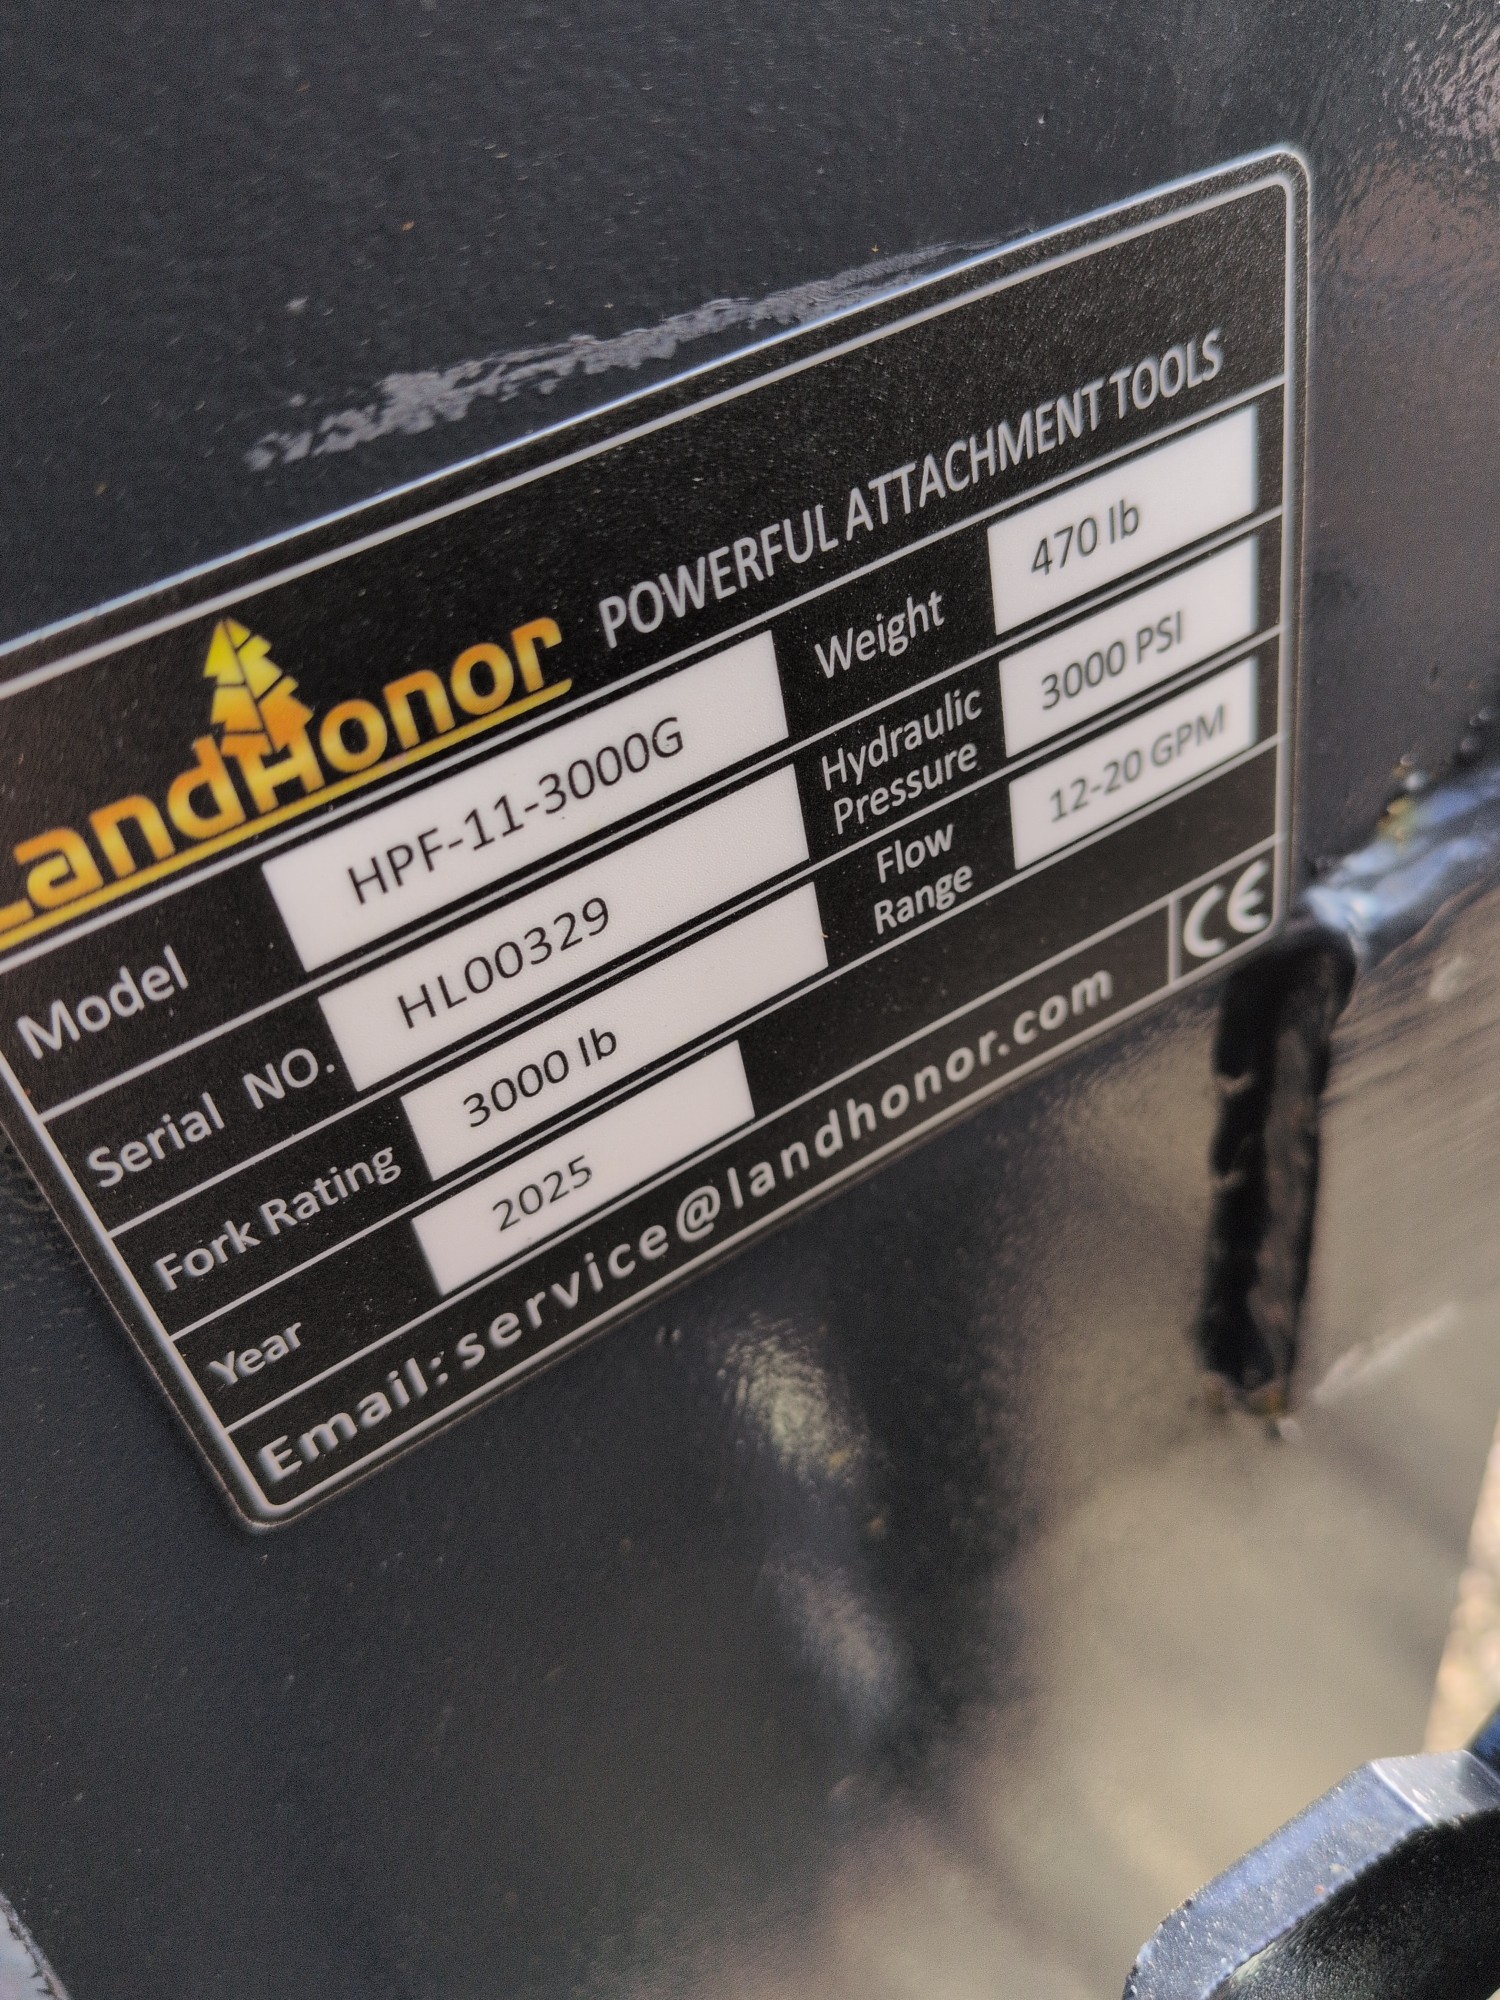 LandHonor POWERFUL ATTACHMENT TOOLS
Model HPF-11-3000G Weight 470 lb
Serial NO. HL00329 Hydraulic Pressure 3000 PSI
Fork Rating 3000 lb Flow Range 12-20 GPM
Year 2025
Email: service@landhonor.com CE